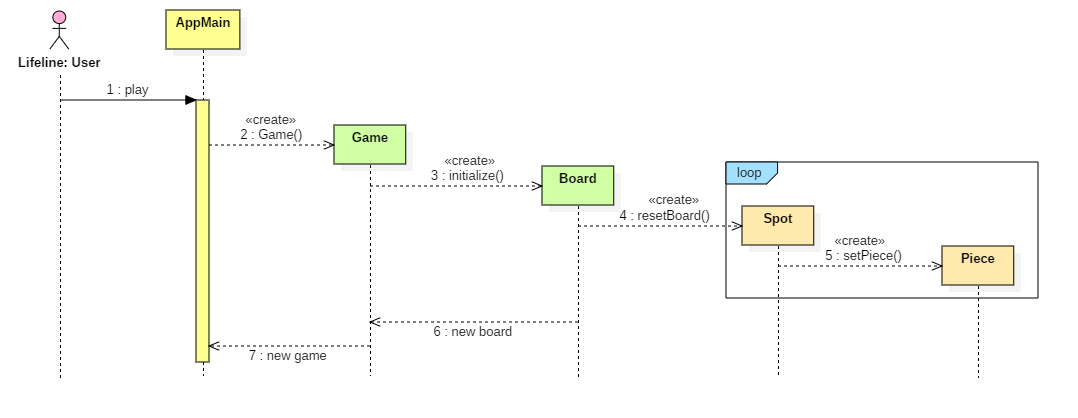 AppMain
Lifeline: User
1 : play
«create»
2 : Game()
Game
«create»
3 : initialize()
Board
loop
«create»
4 : resetBoard()
Spot
«create»
5 : setPiece()
Piece
6 : new board
7 : new game